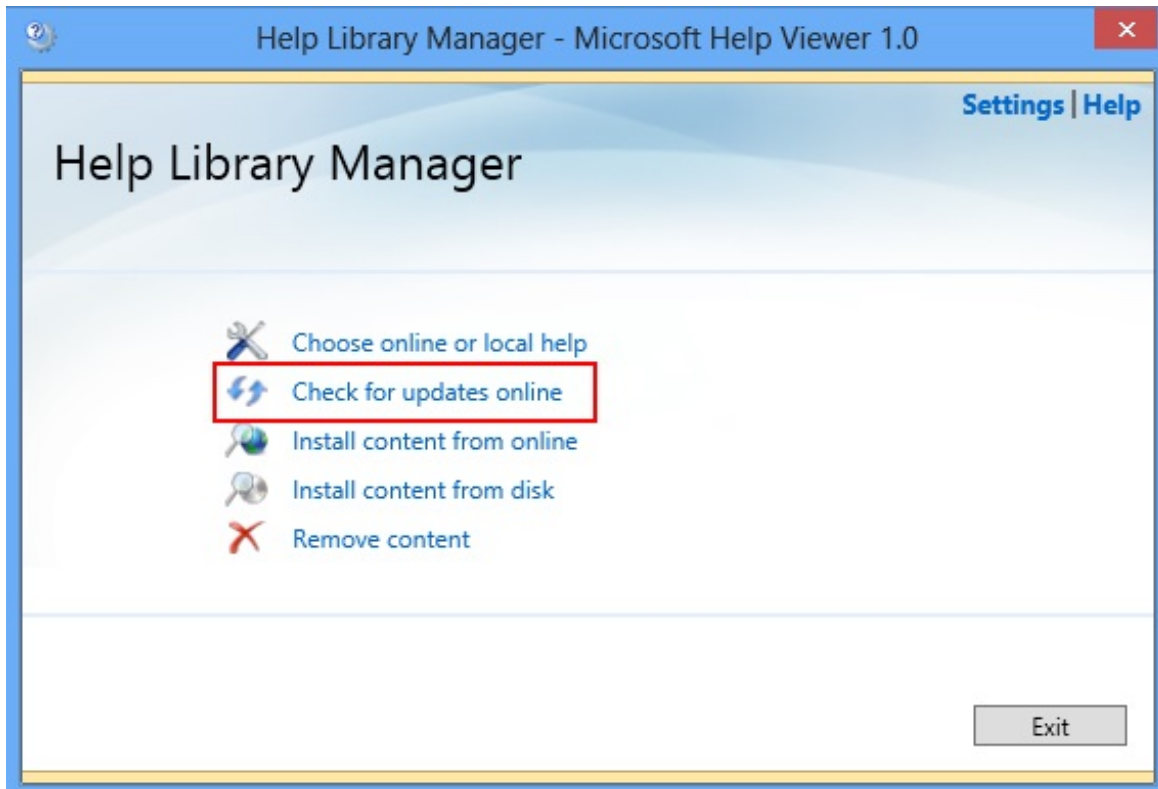 Help Library Manager - Microsoft Help Viewer 1.0
Settings | Help
Help Library Manager
Choose online or local help
Check for updates online
Install content from online
Install content from disk
Remove content
Exit